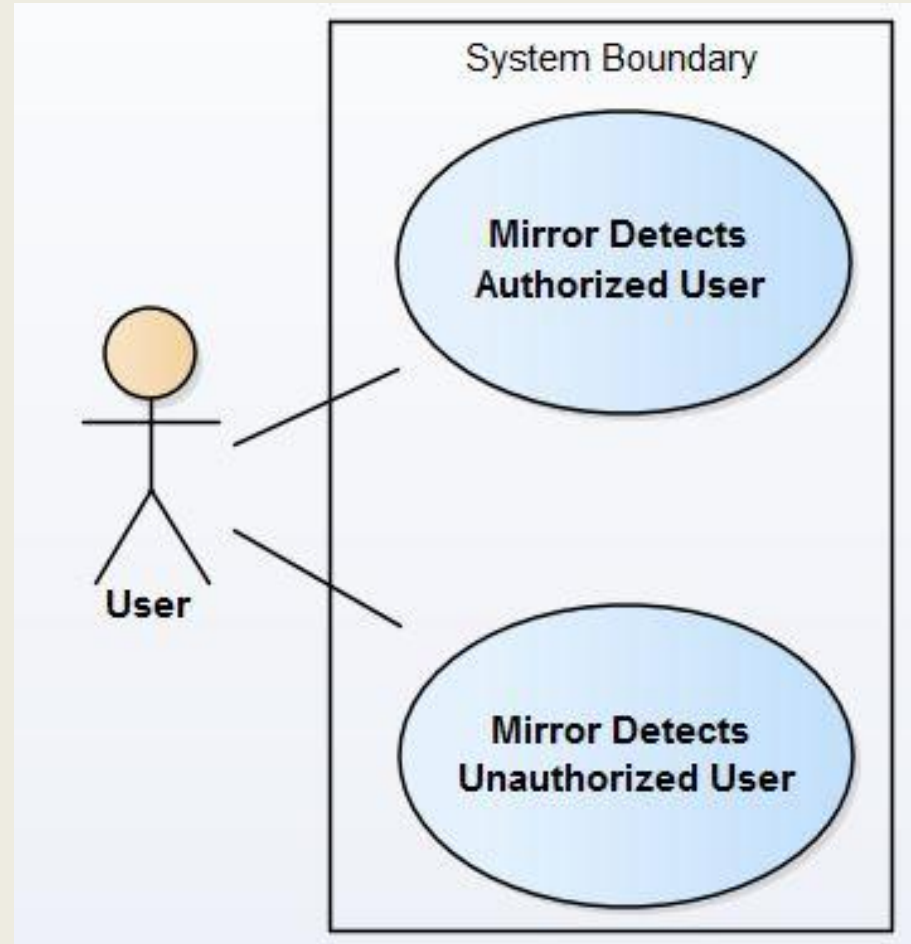 System Boundary
Mirror Detects
Authorized User
User
Mirror Detects
Unauthorized User